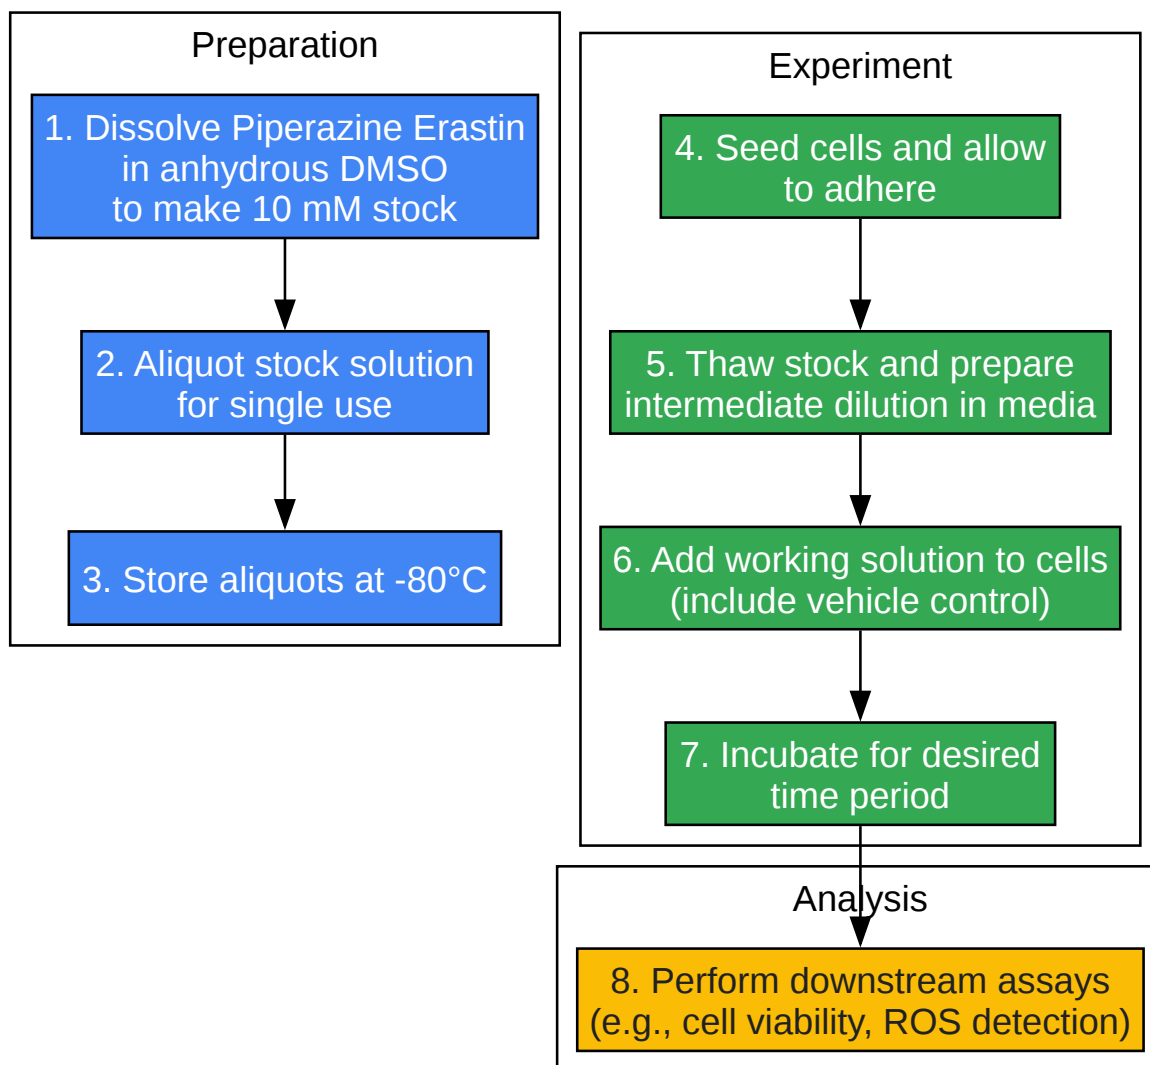 Preparation
1. Dissolve Piperazine Erastin
in anhydrous DMSO
to make 10 mM stock
2. Aliquot stock solution
for single use
3. Store aliquots at -80°C
Experiment
4. Seed cells and allow
to adhere
5. Thaw stock and prepare
intermediate dilution in media
6. Add working solution to cells
(include vehicle control)
7. Incubate for desired
time period
Analysis
8. Perform downstream assays
(e.g., cell viability, ROS detection)